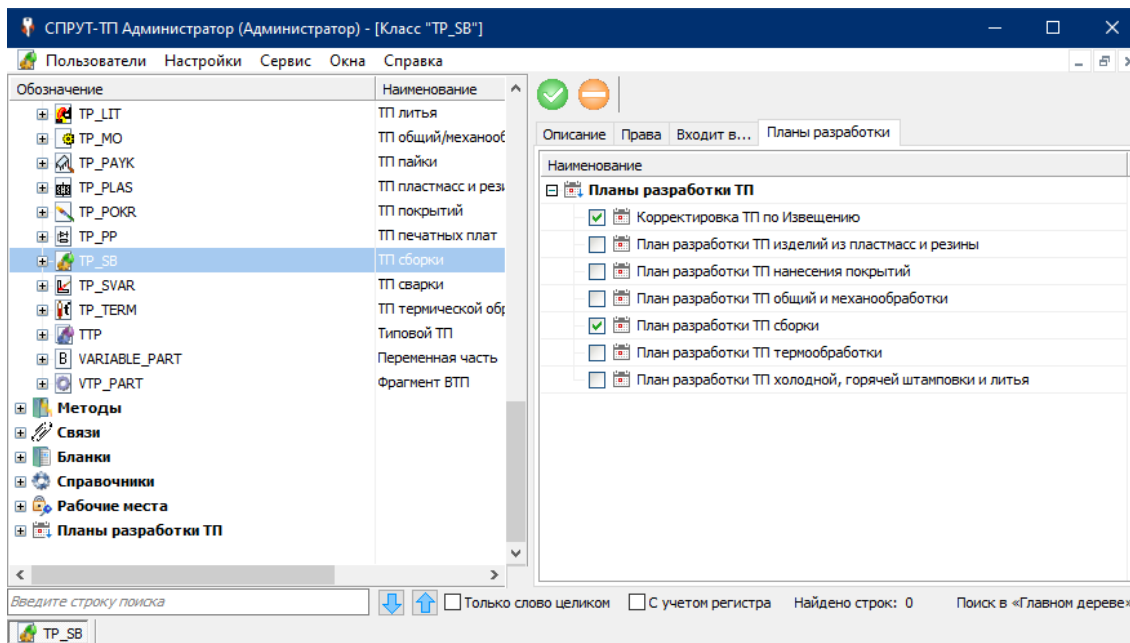 СПРУТ-ТП Администратор (Администратор) - [Класс "TP_SB"]
Пользователи Настройки Сервис Окна Справка
Обозначение Наименование
TP_LIT ТП литья
TP_MO ТП общий/механооб
TP_PAYK ТП пайки
TP_PLAS ТП пластмасс и рези
TP_POKR ТП покрытий
TP_PP ТП печатных плат
TP_SB ТП сборки
TP_SVAR ТП сварки
TP_TERM ТП термической обр
TTP Типовой ТП
B VARIABLE_PART Переменная часть
VTP_PART Фрагмент ВТП
Методы
Связи
Бланки
Справочники
Рабочие места
Планы разработки ТП
Описание Права Входит в... Планы разработки
Наименование
Планы разработки ТП
Корректировка ТП по Извещению
План разработки ТП изделий из пластмасс и резины
План разработки ТП нанесения покрытий
План разработки ТП общий и механообработки
План разработки ТП сборки
План разработки ТП термообработки
План разработки ТП холодной, горячей штамповки и литья
Введите строку поиска Только слово целиком С учетом регистра Найдено строк: 0 Поиск в «Главном дереве»
TP_SB